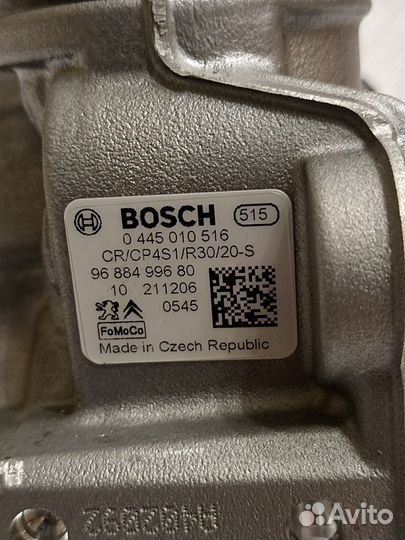 BOSCH 515
0 445 010 516
CR/CP4S1/R30/20-S
96 884 996 80
10 211206
0545
FoMoCo
Made in Czech Republic
Avito